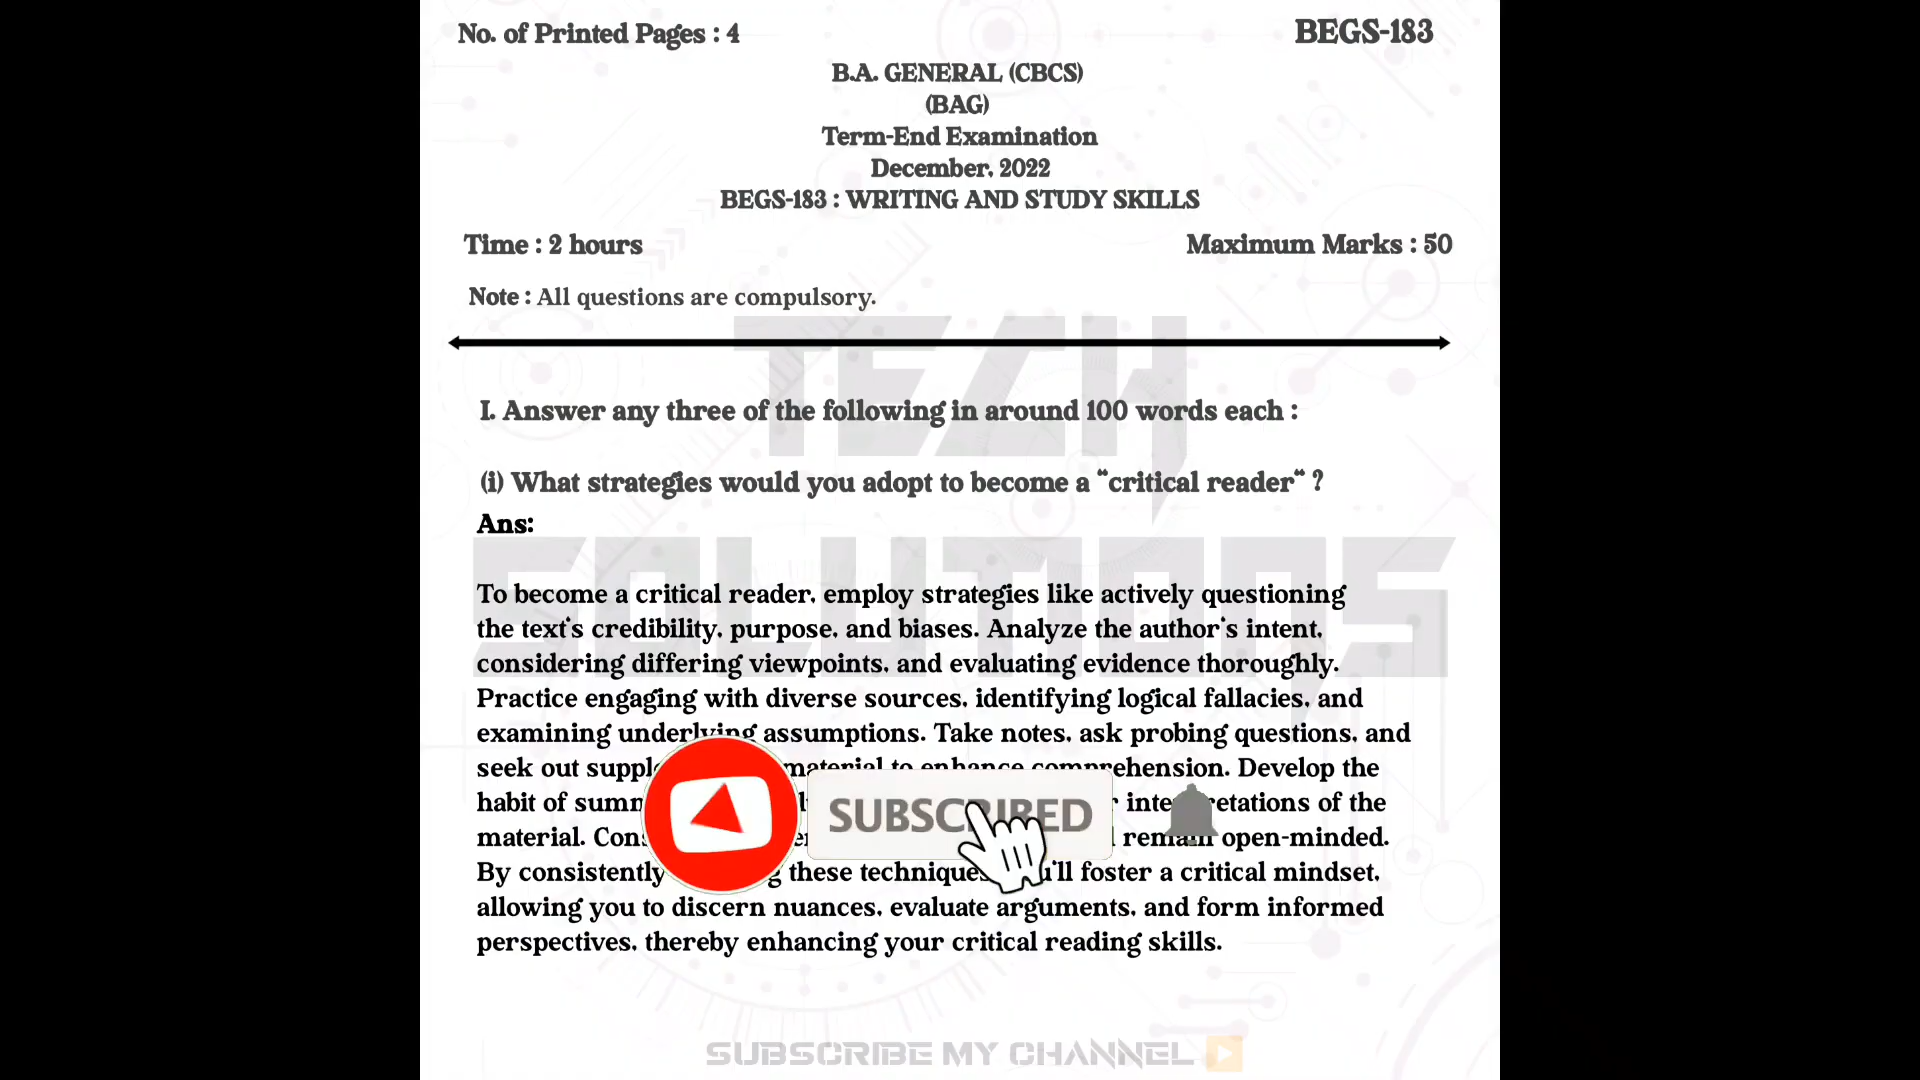 No. of Printed Pages : 4
BEGS-183
B.A. GENERAL (CBCS)
(BAG)
Term-End Examination
December, 2022
BEGS-183 : WRITING AND STUDY SKILLS
Time : 2 hours
Maximum Marks : 50
Note : All questions are compulsory.
TECH
I. Answer any three of the following in around 100 words each :
(i) What strategies would you adopt to become a “critical reader“ ?
Ans:
SOLUTIONS
To become a critical reader, employ strategies like actively questioning
the text's credibility, purpose, and biases. Analyze the author's intent,
considering differing viewpoints, and evaluating evidence thoroughly.
Practice engaging with diverse sources, identifying logical fallacies, and
examining underlying assumptions. Take notes, ask probing questions, and
seek out material to enhance comprehension. Develop the
habit of of the
material. remain open-minded.
By consistently these foster a critical mindset,
SUBSCRIBED
allowing you to discern nuances, evaluate arguments, and form informed
perspectives, thereby enhancing your critical reading skills.
SUBSCRIBE MY CHANNEL